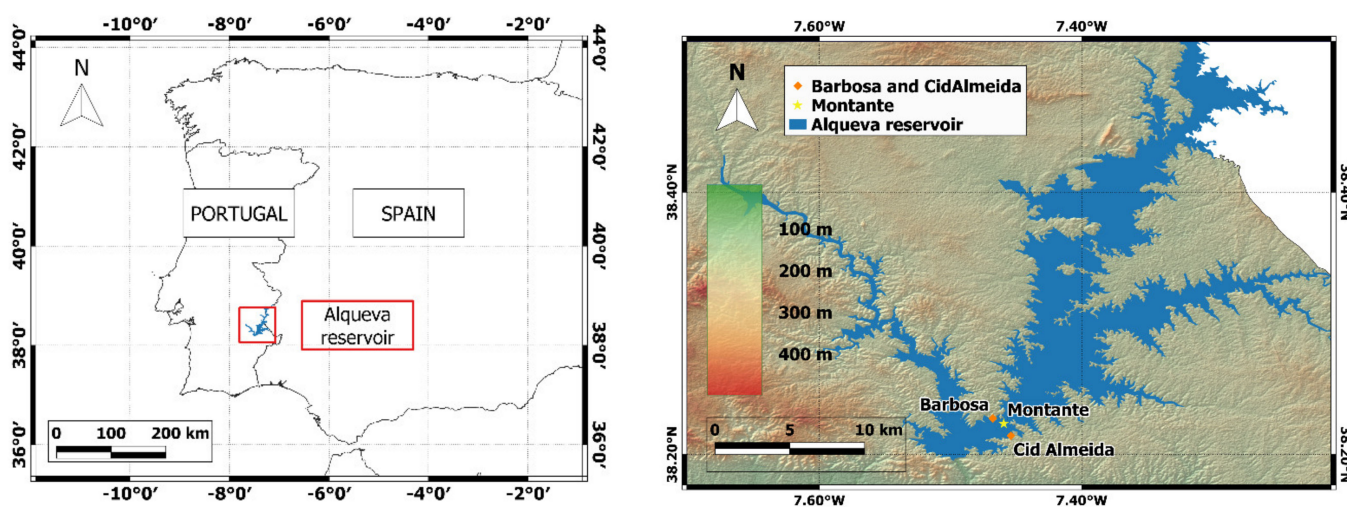 -10°0′ -8°0′ -6°0′ -4°0′ -2°0′
44°0′
42°0′
40°0′
38°0′
36°0′
N
PORTUGAL
SPAIN
Alqueva
reservoir
0 100 200 km
44°0′
42°0′
40°0′
38°0′
36°0′
-10°0′ -8°0′ -6°0′ -4°0′ -2°0′
7.60°W 7.40°W
N
Barbosa and CidAlmeida
Montante
Alqueva reservoir
38.40°N
38.40°N
100 m
200 m
300 m
400 m
Barbosa
Montante
Cid Almeida
0 5 10 km
38.20°N
38.20°N
7.60°W 7.40°W